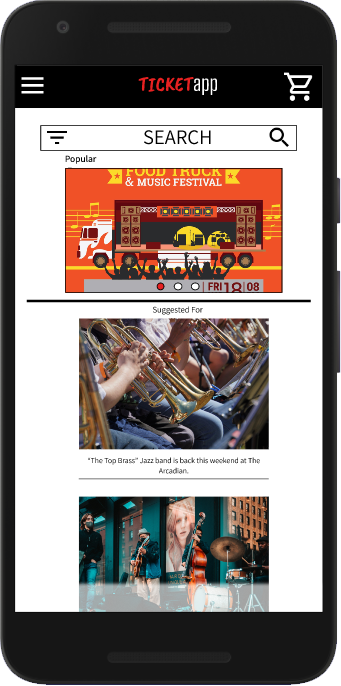 TICKETapp
SEARCH
Popular
FOOD TRUCK
& MUSIC FESTIVAL
FRI 18 08
Suggested For
"The Top Brass" Jazz band is back this weekend at The
Arcadian.